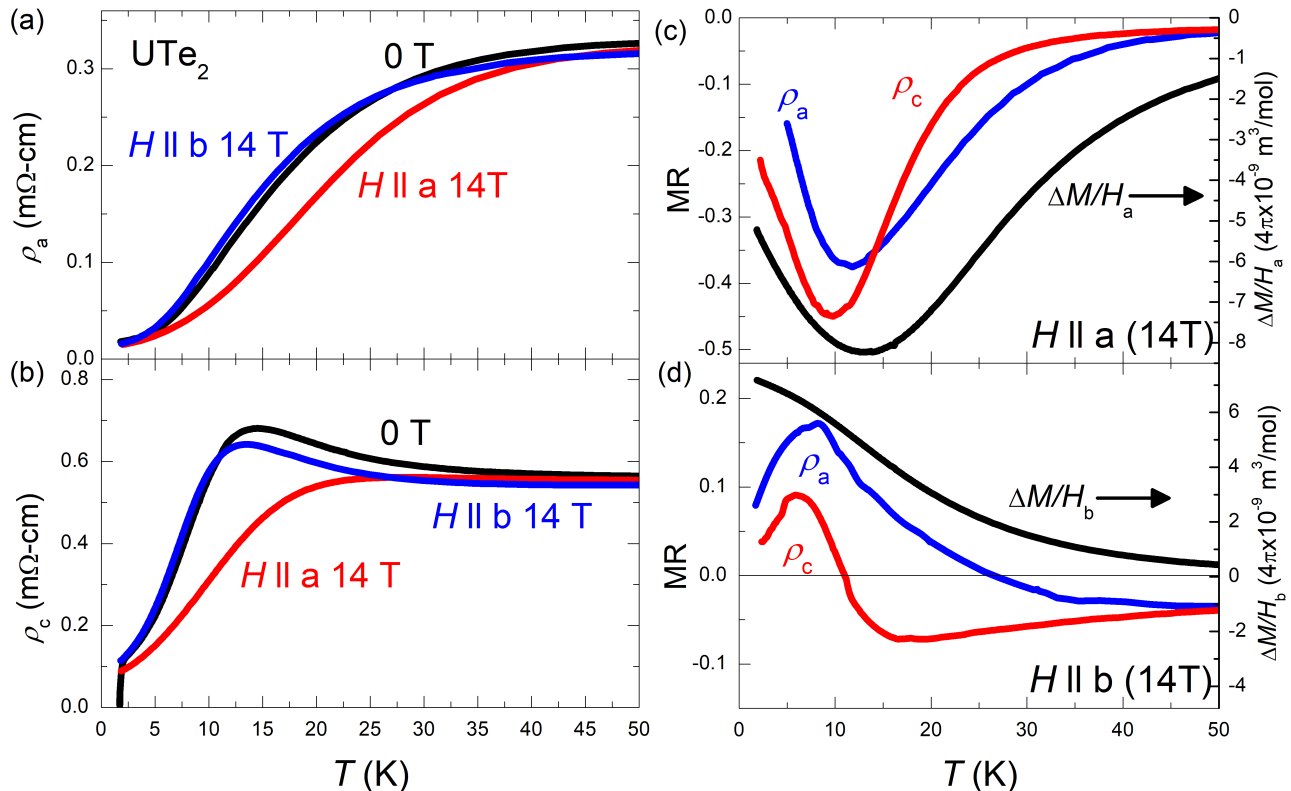 (a)
UTe2
0 T
H ll b 14 T
H ll a 14T
ρa (mΩ-cm)
0.3
0.2
0.1
0.0
(b)
0 T
H ll b 14 T
H ll a 14 T
ρc (mΩ-cm)
0.8
0.6
0.4
0.2
0.0
0 5 10 15 20 25 30 35 40 45 50
T (K)
(c)
ρa
ρc
ΔM/Ha
H ll a (14T)
MR
0.0
-0.1
-0.2
-0.3
-0.4
-0.5
0
-1
-2
-3
-4
-5
-6
-7
-8
ΔM/Ha (4πx10-9 m3/mol)
(d)
ρa
ρc
ΔM/Hb
H ll b (14T)
MR
0.2
0.1
0.0
-0.1
6
4
2
0
-2
-4
ΔM/Hb (4πx10-9 m3/mol)
0 10 20 30 40 50
T (K)